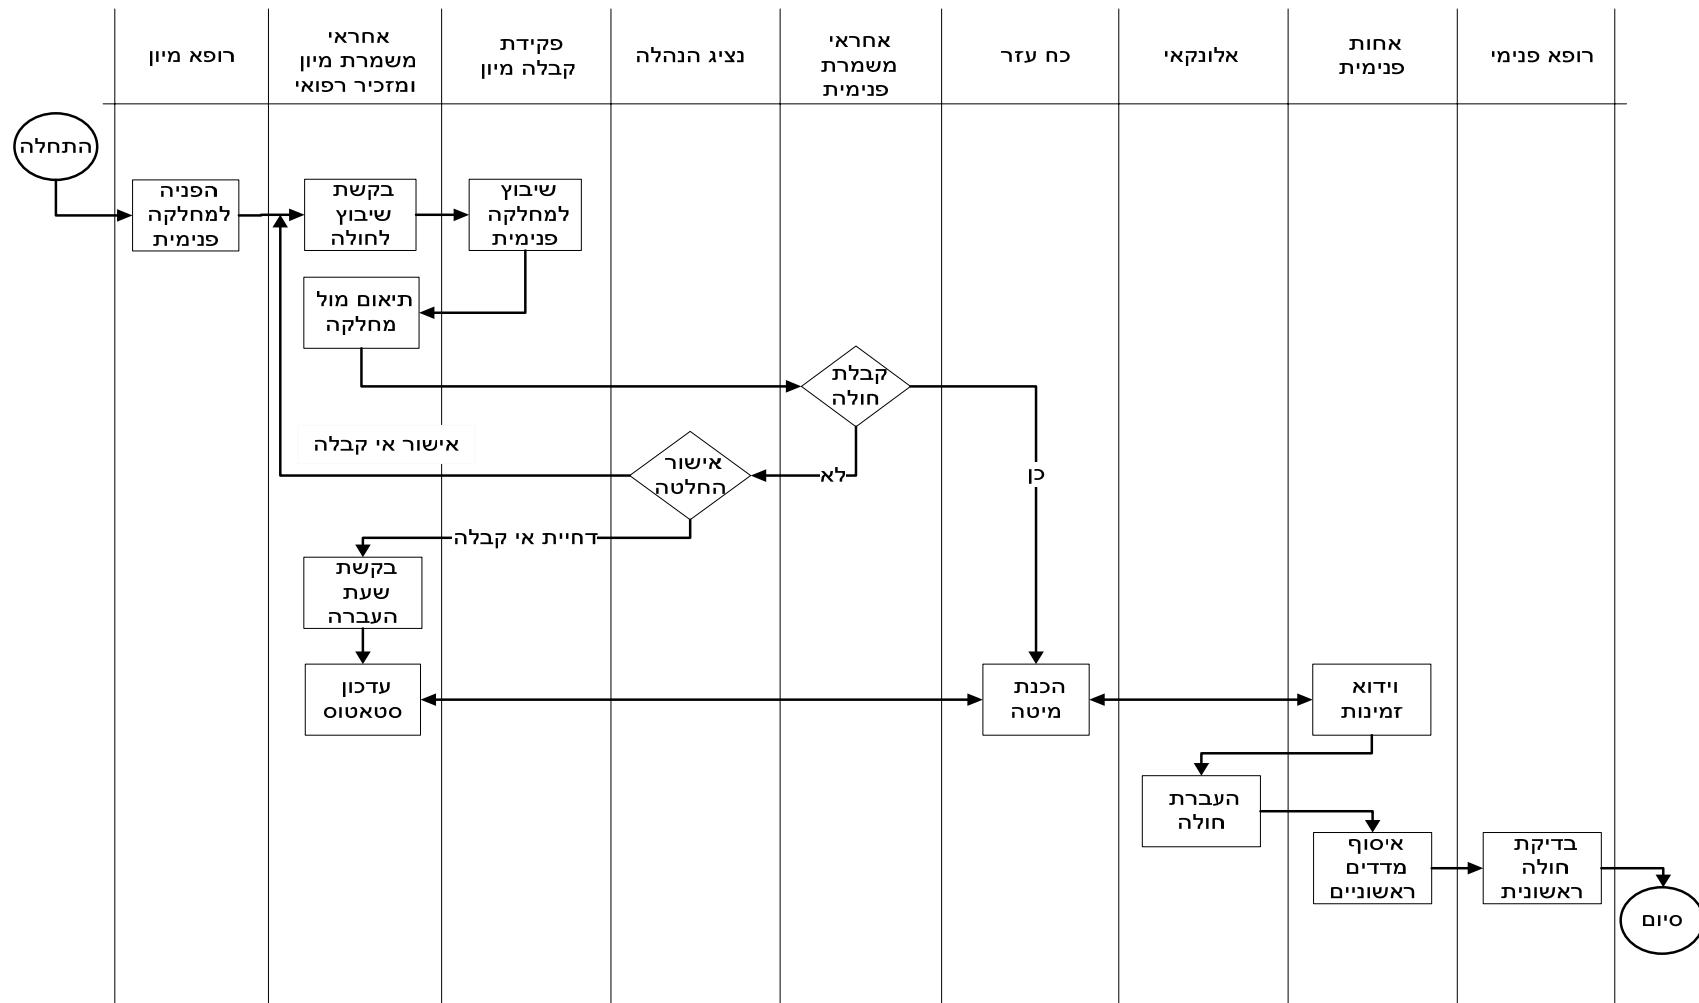 רופא מיון
אחראי
משמרת מיון
ומזכיר רפואי
פקידת
קבלה מיון
נציג הנהלה
אחראי
משמרת
פנימית
כח עזר
אלונקאי
אחות
פנימית
רופא פנימי
התחלה
הפניה
למחלקה
פנימית
בקשת
שיבוץ
לחולה
שיבוץ
למחלקה
פנימית
תיאום מול
מחלקה
קבלת
חולה
אישור אי קבלה
אישור
החלטה
לא
כן
דחיית אי קבלה
בקשת
שעת
העברה
עדכון
סטאטוס
הכנת
מיטה
וידוא
זמינות
העברת
חולה
איסוף
מדדים
ראשוניים
בדיקת
חולה
ראשונית
סיום